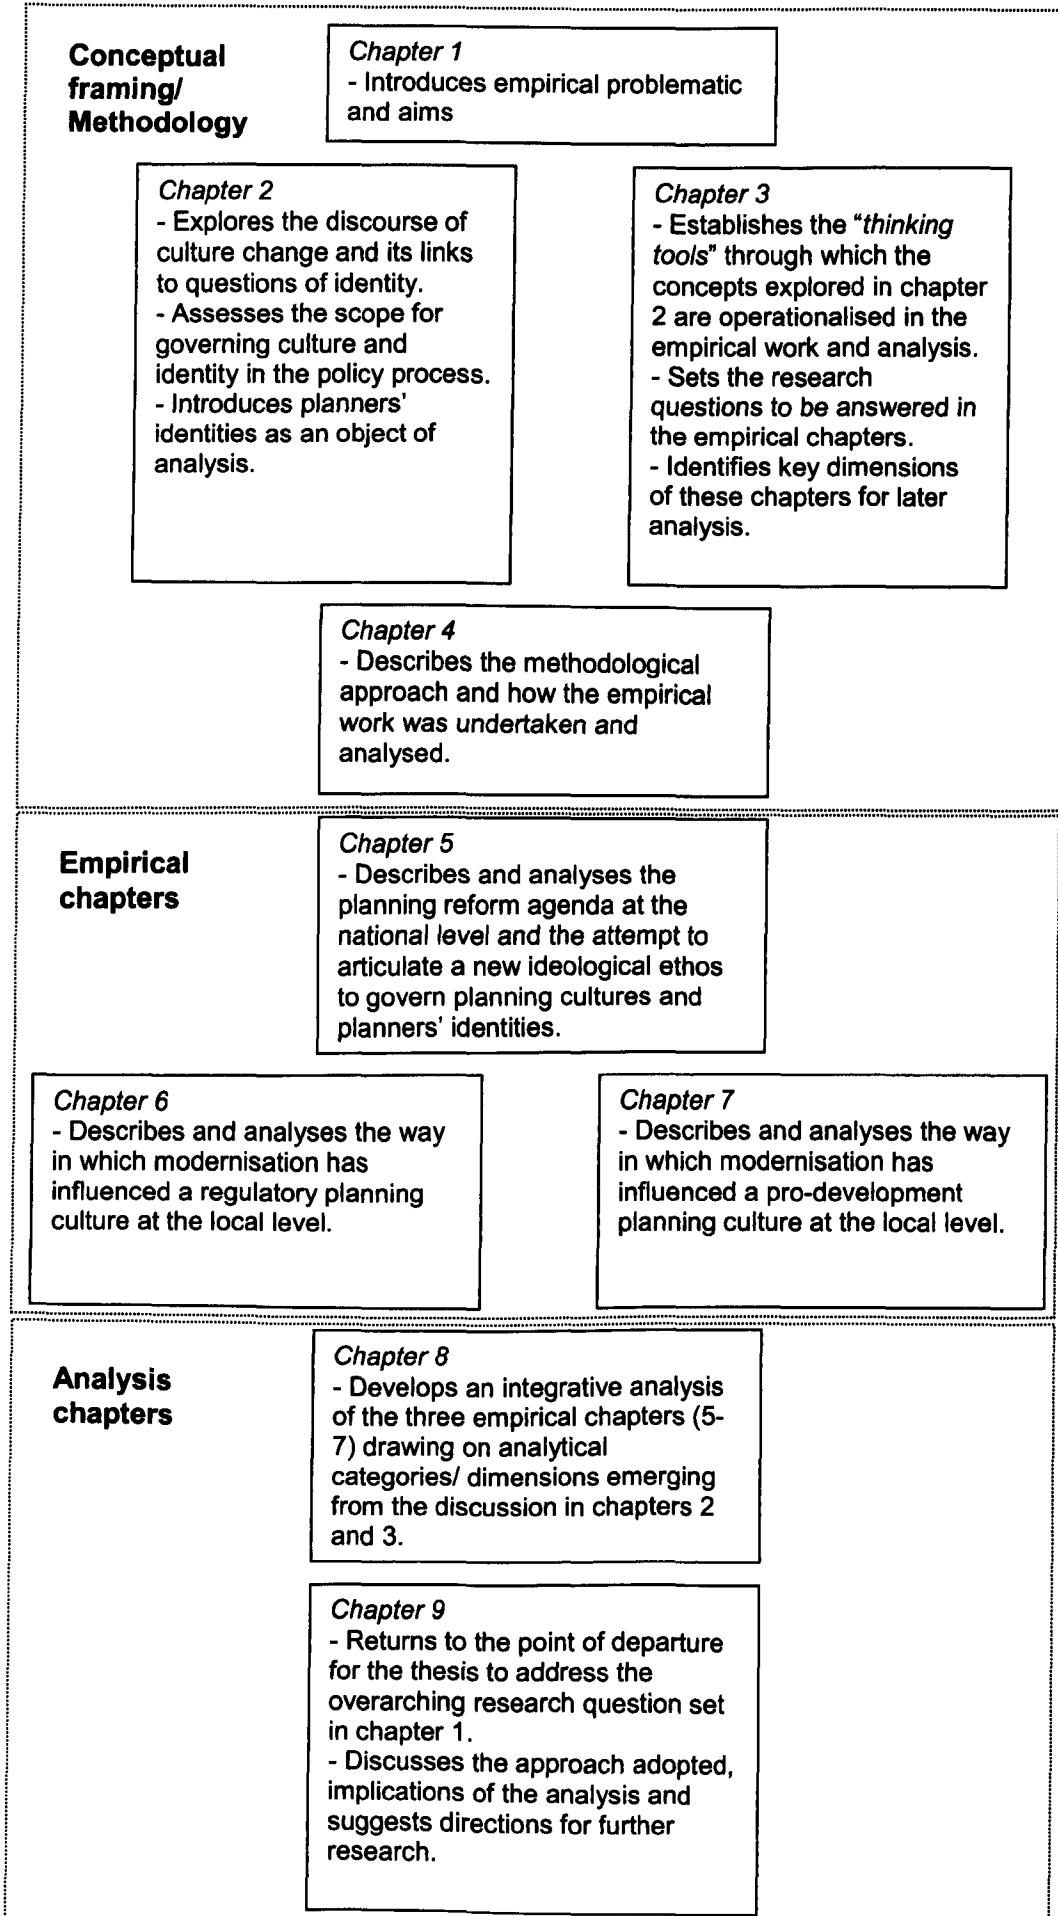 Conceptual
framing/
Methodology
Chapter 1
- Introduces empirical problematic
and aims
Chapter 2
- Explores the discourse of
culture change and its links
to questions of identity.
- Assesses the scope for
governing culture and
identity in the policy process.
- Introduces planners'
identities as an object of
analysis.
Chapter 3
- Establishes the "thinking
tools" through which the
concepts explored in chapter
2 are operationalised in the
empirical work and analysis.
- Sets the research
questions to be answered in
the empirical chapters.
- Identifies key dimensions
of these chapters for later
analysis.
Chapter 4
- Describes the methodological
approach and how the empirical
work was undertaken and
analysed.
Empirical
chapters
Chapter 5
- Describes and analyses the
planning reform agenda at the
national level and the attempt to
articulate a new ideological ethos
to govern planning cultures and
planners' identities.
Chapter 6
- Describes and analyses the way
in which modernisation has
influenced a regulatory planning
culture at the local level.
Chapter 7
- Describes and analyses the way
in which modernisation has
influenced a pro-development
planning culture at the local level.
Analysis
chapters
Chapter 8
- Develops an integrative analysis
of the three empirical chapters (5-
7) drawing on analytical
categories/ dimensions emerging
from the discussion in chapters 2
and 3.
Chapter 9
- Returns to the point of departure
for the thesis to address the
overarching research question set
in chapter 1.
- Discusses the approach adopted,
implications of the analysis and
suggests directions for further
research.